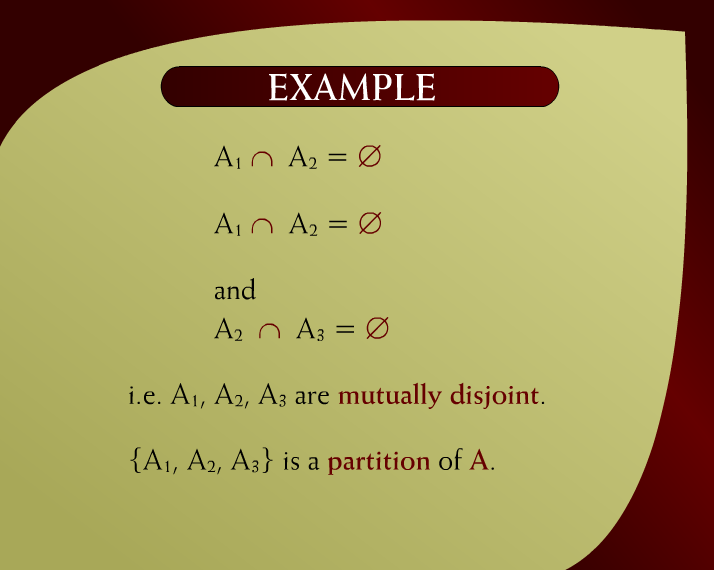 EXAMPLE
A₁ ∩ A₂ = ∅
A₁ ∩ A₂ = ∅
and
A₂ ∩ A₃ = ∅
i.e. A₁, A₂, A₃ are mutually disjoint.
{A₁, A₂, A₃} is a partition of A.